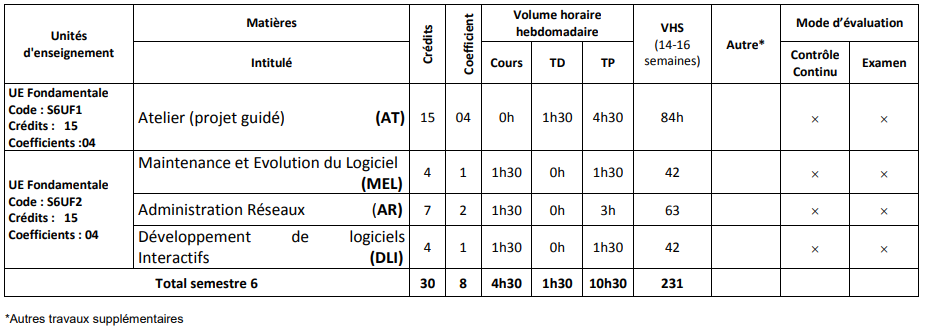 Unités d'enseignement | Matières | Crédits | Coefficient | Volume horaire hebdomadaire | VHS (14-16 semaines) | Autre* | Mode d'évaluation
Intitulé | Cours | TD | TP | Contrôle Continu | Examen
UE Fondamentale
Code : S6UF1
Crédits : 15
Coefficients :04
Atelier (projet guidé) (AT) | 15 | 04 | 0h | 1h30 | 4h30 | 84h | × | ×
UE Fondamentale
Code : S6UF2
Crédits : 15
Coefficients : 04
Maintenance et Evolution du Logiciel (MEL) | 4 | 1 | 1h30 | 0h | 1h30 | 42 | × | ×
Administration Réseaux (AR) | 7 | 2 | 1h30 | 0h | 3h | 63 | × | ×
Développement de logiciels Interactifs (DLI) | 4 | 1 | 1h30 | 0h | 1h30 | 42 | × | ×
Total semestre 6 | 30 | 8 | 4h30 | 1h30 | 10h30 | 231
*Autres travaux supplémentaires